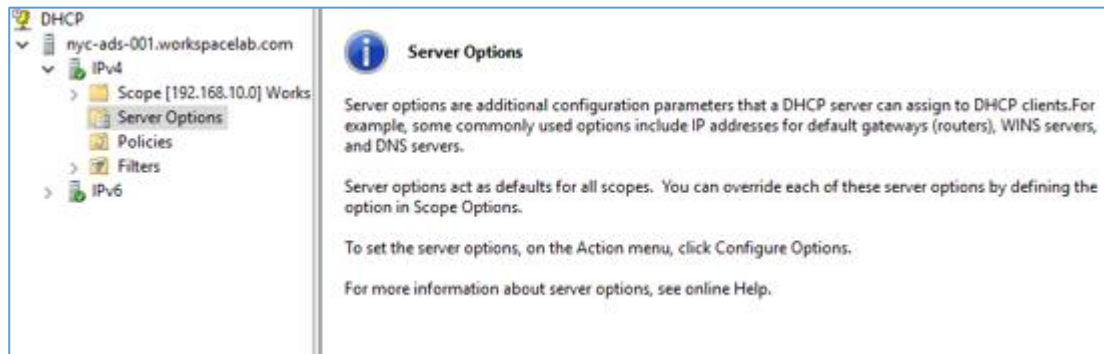 DHCP
nyc-ads-001.workspacelab.com
IPv4
Scope [192.168.10.0] Works
Server Options
Policies
Filters
IPv6
Server Options
Server options are additional configuration parameters that a DHCP server can assign to DHCP clients.For
example, some commonly used options include IP addresses for default gateways (routers), WINS servers,
and DNS servers.
Server options act as defaults for all scopes.  You can override each of these server options by defining the
option in Scope Options.
To set the server options, on the Action menu, click Configure Options.
For more information about server options, see online Help.